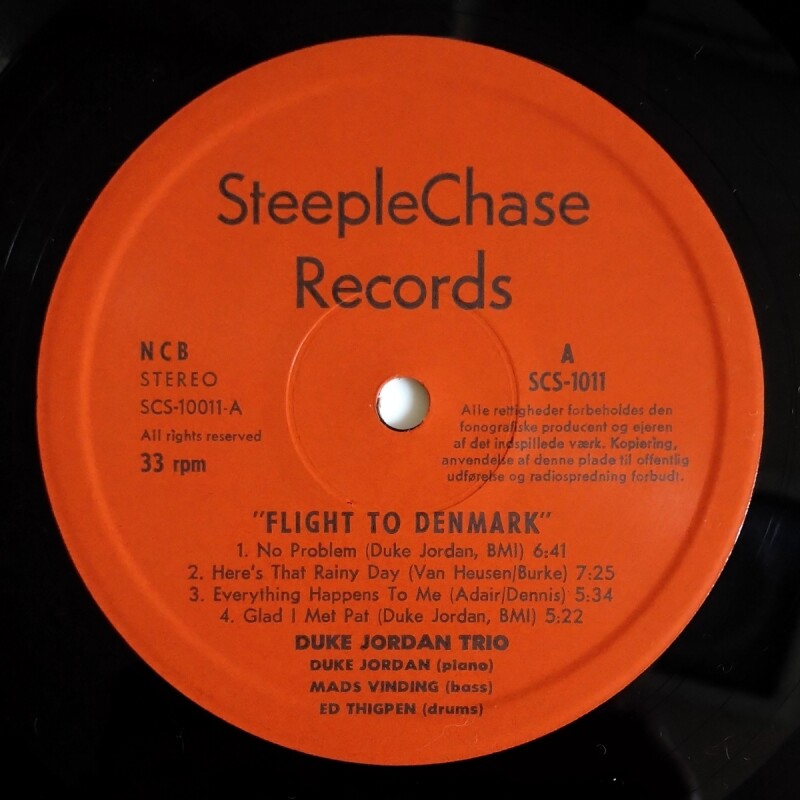 SteepleChase
Records
NCB
STEREO
SCS-10011-A
All rights reserved
33 rpm
A
SCS-1011
Alle rettigheder forbeholdes den
fonografiske producent og ejeren
af det indspillede værk. Kopiering,
anvendelse af denne plade til offentlig
udførelse og radiospredning forbudt.
"FLIGHT TO DENMARK"
1. No Problem (Duke Jordan, BMI) 6:41
2. Here's That Rainy Day (Van Heusen/Burke) 7:25
3. Everything Happens To Me (Adair/Dennis) 5:34
4. Glad I Met Pat (Duke Jordan, BMI) 5:22
DUKE JORDAN TRIO
DUKE JORDAN (piano)
MADS VINDING (bass)
ED THIGPEN (drums)